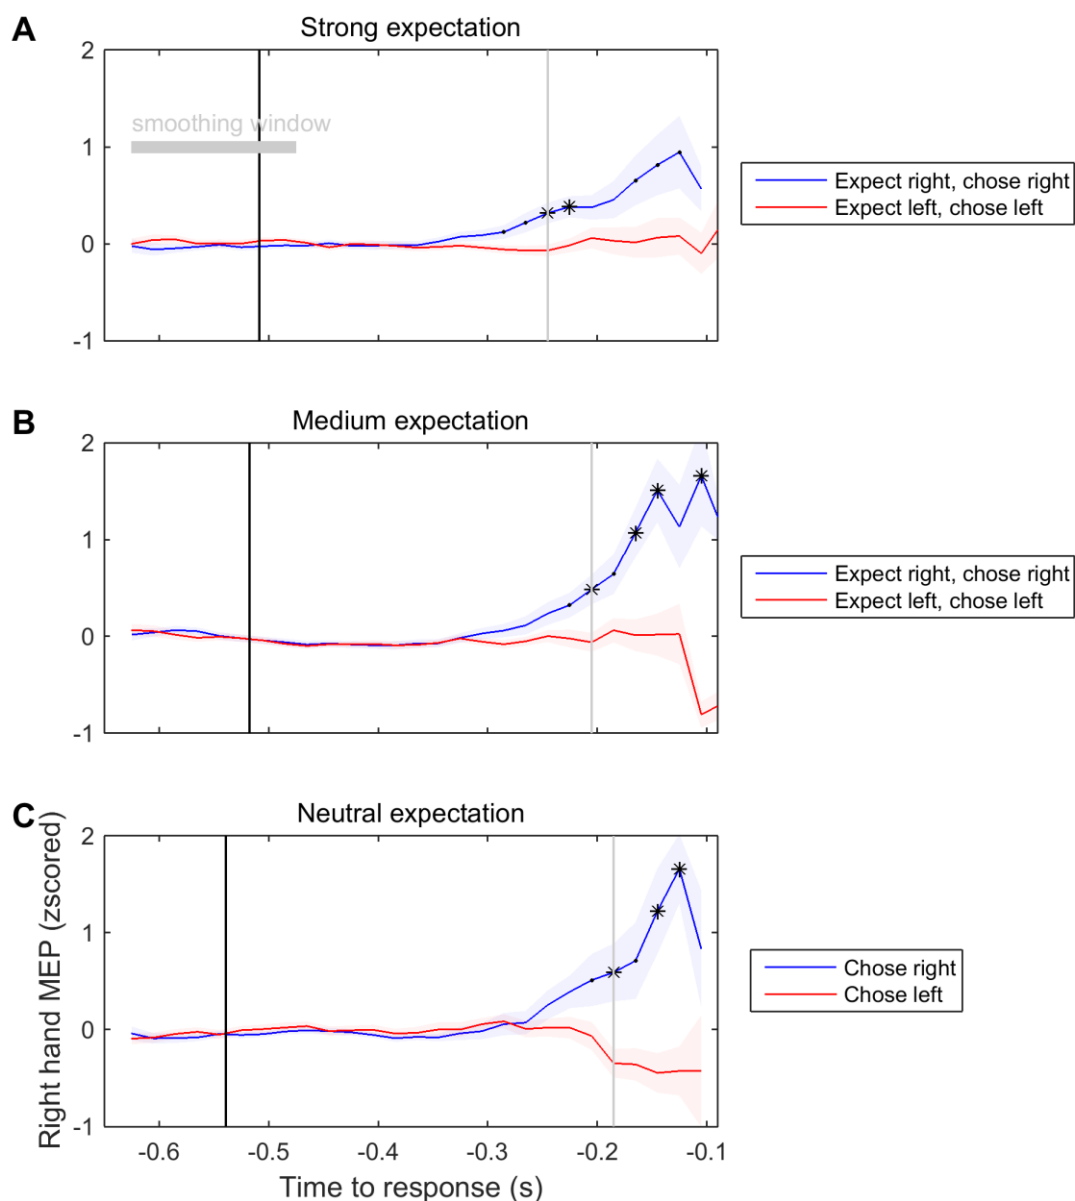 A
Strong expectation
2
1
0
-1
smoothing window
Expect right, chose right
Expect left, chose left
B
Medium expectation
2
1
0
-1
Expect right, chose right
Expect left, chose left
C
Neutral expectation
Right hand MEP (zscored)
2
1
0
-1
Chose right
Chose left
-0.6 -0.5 -0.4 -0.3 -0.2 -0.1
Time to response (s)